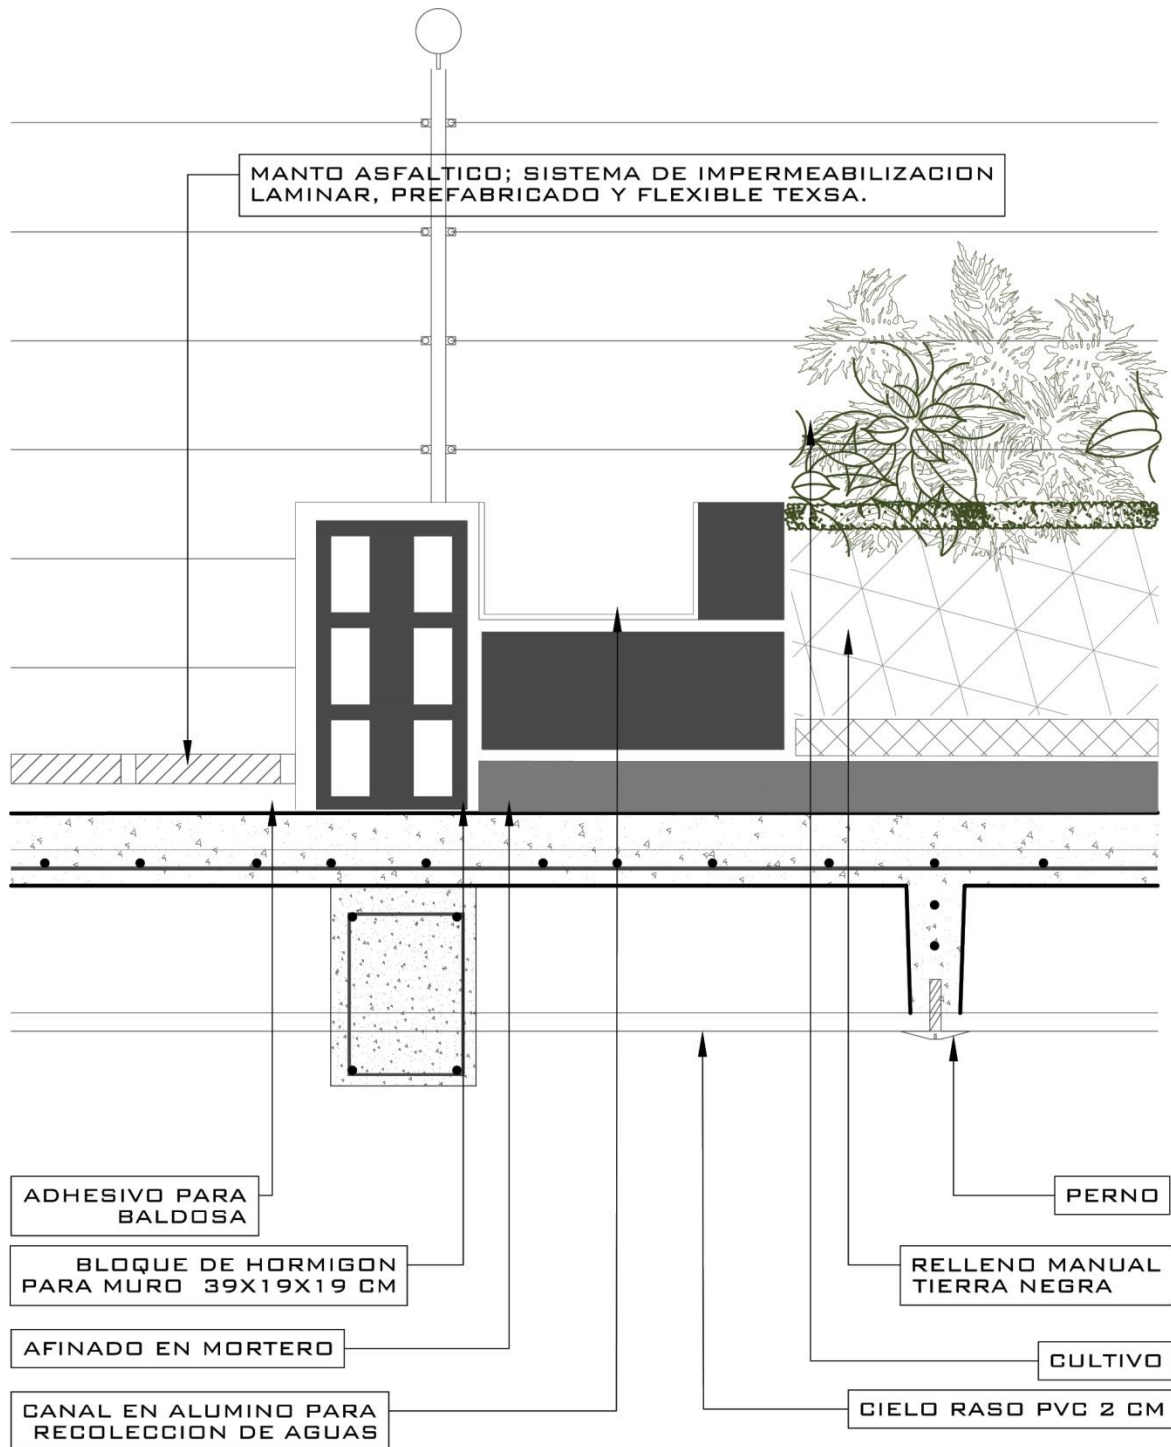 MANTO ASFALTICO; SISTEMA DE IMPERMEABILIZACION
LAMINAR, PREFABRICADO Y FLEXIBLE TEXSA.
ADHESIVO PARA
BALDOSA
BLOQUE DE HORMIGON
PARA MURO 39X19X19 CM
AFINADO EN MORTERO
CANAL EN ALUMINO PARA
RECOLECCION DE AGUAS
PERNO
RELLENO MANUAL
TIERRA NEGRA
CULTIVO
CIELO RASO PVC 2 CM